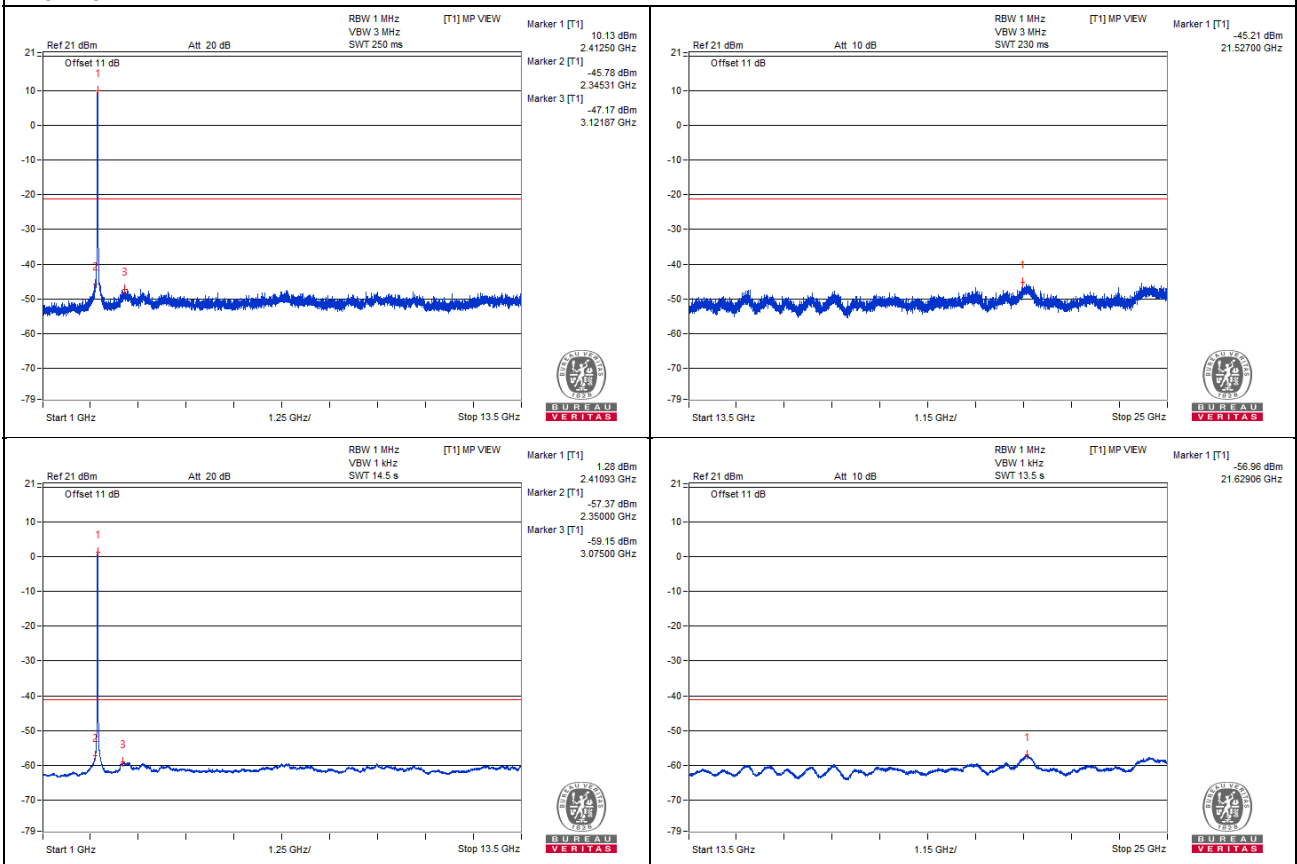 RBW 1 MHz [T1] MP VIEW
VBW 3 MHz
Ref 21 dBm Att 20 dB SWT 250 ms
Marker 1 [T1]
10.13 dBm
2.41250 GHz
Marker 2 [T1]
-45.78 dBm
2.34531 GHz
Marker 3 [T1]
-47.17 dBm
3.12187 GHz
Offset 11 dB
21
10
0
-10
-20
-30
-40
-50
-60
-70
-79
1
2
3
Start 1 GHz 1.25 GHz/ Stop 13.5 GHz
BUREAU VERITAS
1828
BUREAU
VERITAS
RBW 1 MHz [T1] MP VIEW
VBW 3 MHz
Ref 21 dBm Att 10 dB SWT 230 ms
Marker 1 [T1]
-45.21 dBm
21.52700 GHz
Offset 11 dB
21
10
0
-10
-20
-30
-40
-50
-60
-70
-79
1
Start 13.5 GHz 1.15 GHz/ Stop 25 GHz
BUREAU VERITAS
1828
BUREAU
VERITAS
RBW 1 MHz [T1] MP VIEW
VBW 1 kHz
Ref 21 dBm Att 20 dB SWT 14.5 s
Marker 1 [T1]
1.28 dBm
2.41093 GHz
Marker 2 [T1]
-57.37 dBm
2.35000 GHz
Marker 3 [T1]
-59.15 dBm
3.07500 GHz
Offset 11 dB
21
10
0
-10
-20
-30
-40
-50
-60
-70
-79
1
2
3
Start 1 GHz 1.25 GHz/ Stop 13.5 GHz
BUREAU VERITAS
1828
BUREAU
VERITAS
RBW 1 MHz [T1] MP VIEW
VBW 1 kHz
Ref 21 dBm Att 10 dB SWT 13.5 s
Marker 1 [T1]
-56.96 dBm
21.62906 GHz
Offset 11 dB
21
10
0
-10
-20
-30
-40
-50
-60
-70
-79
1
Start 13.5 GHz 1.15 GHz/ Stop 25 GHz
BUREAU VERITAS
1828
BUREAU
VERITAS